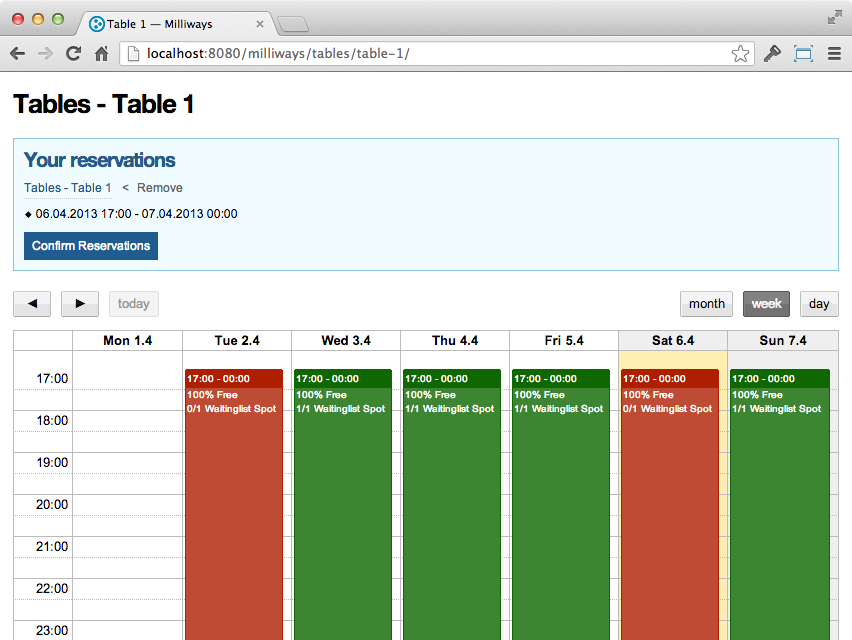 Table 1 — Milliways
localhost:8080/milliways/tables/table-1/
Tables - Table 1
Your reservations
Tables - Table 1 < Remove
◆ 06.04.2013 17:00 - 07.04.2013 00:00
Confirm Reservations
◄ ► today month week day
Mon 1.4 Tue 2.4 Wed 3.4 Thu 4.4 Fri 5.4 Sat 6.4 Sun 7.4
17:00 17:00 - 00:00 17:00 - 00:00 17:00 - 00:00 17:00 - 00:00 17:00 - 00:00 17:00 - 00:00
100% Free 100% Free 100% Free 100% Free 100% Free 100% Free
0/1 Waitinglist Spot 1/1 Waitinglist Spot 1/1 Waitinglist Spot 1/1 Waitinglist Spot 0/1 Waitinglist Spot 1/1 Waitinglist Spot
18:00
19:00
20:00
21:00
22:00
23:00